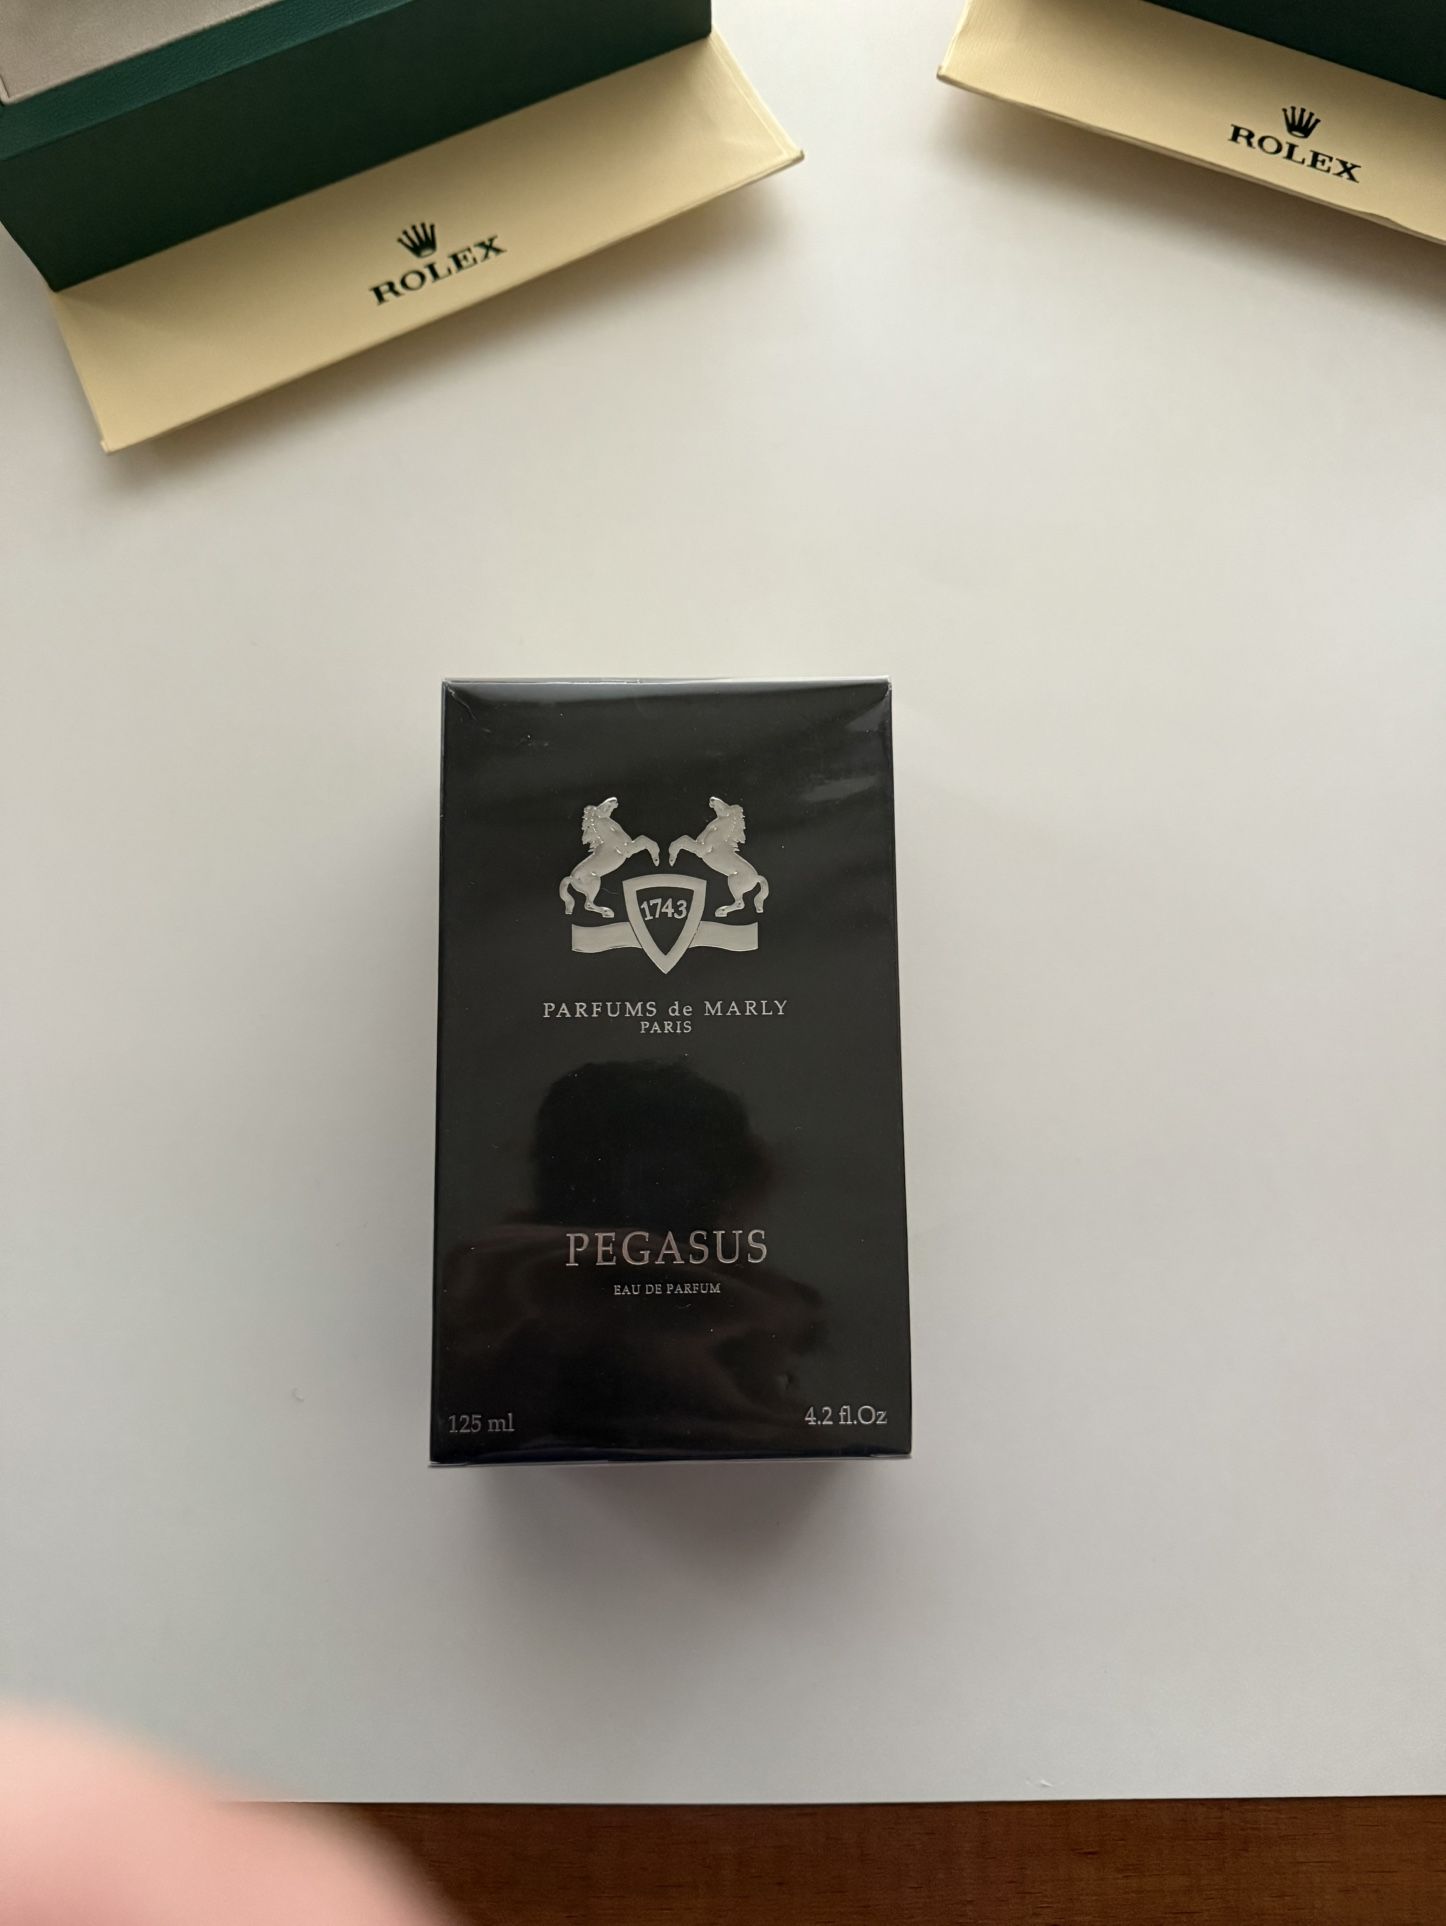 ROLEX
ROLEX
1743
PARFUMS de MARLY
PARIS
PEGASUS
EAU DE PARFUM
125 ml
4.2 fl.Oz